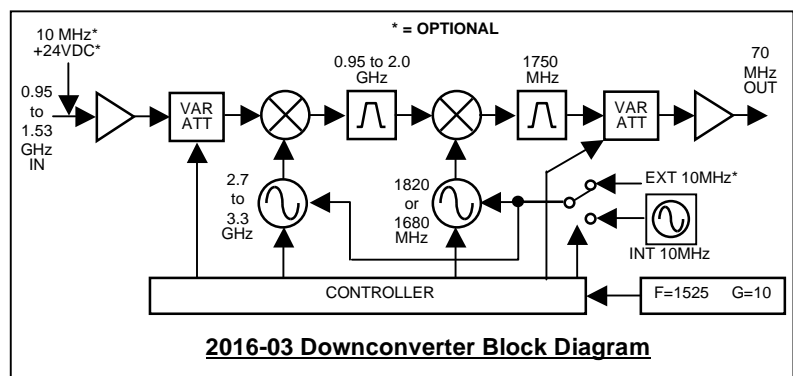 * = OPTIONAL
10 MHz*
+24VDC*
0.95
to
1.53
GHz
IN
VAR
ATT
0.95 to 2.0
GHz
1750
MHz
VAR
ATT
70
MHz
OUT
2.7
to
3.3
GHz
1820
or
1680
MHz
EXT 10MHz*
INT 10MHz
CONTROLLER
F=1525 G=10
2016-03 Downconverter Block Diagram